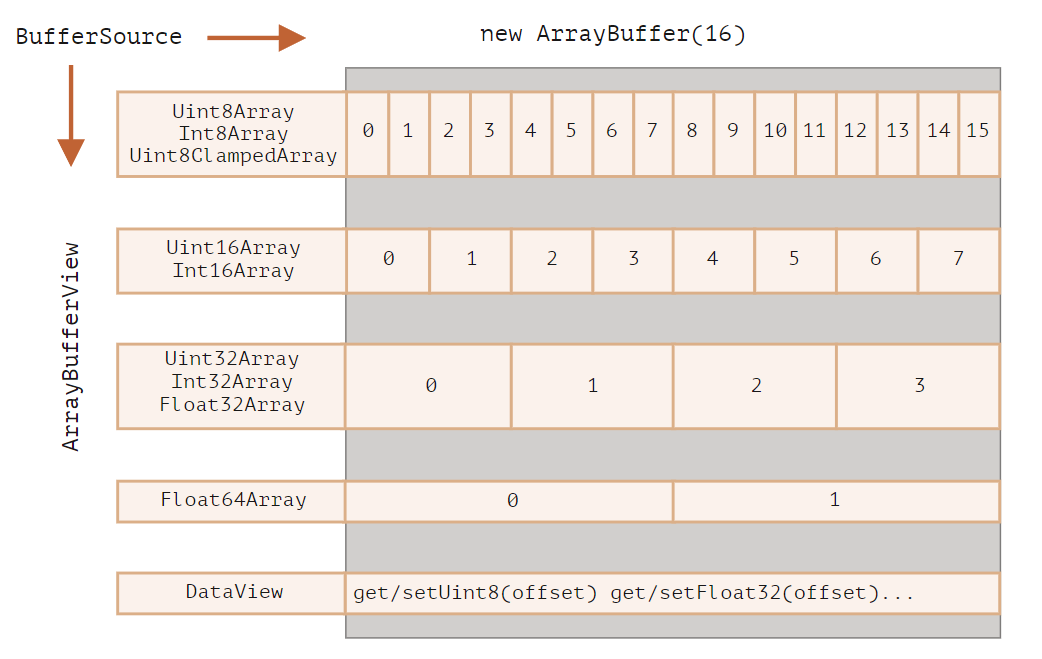 BufferSource
new ArrayBuffer(16)
ArrayBufferView
Uint8Array
Int8Array
Uint8ClampedArray
0 1 2 3 4 5 6 7 8 9 10 11 12 13 14 15
Uint16Array
Int16Array
0 1 2 3 4 5 6 7
Uint32Array
Int32Array
Float32Array
0 1 2 3
Float64Array
0 1
DataView
get/setUint8(offset) get/setFloat32(offset)...